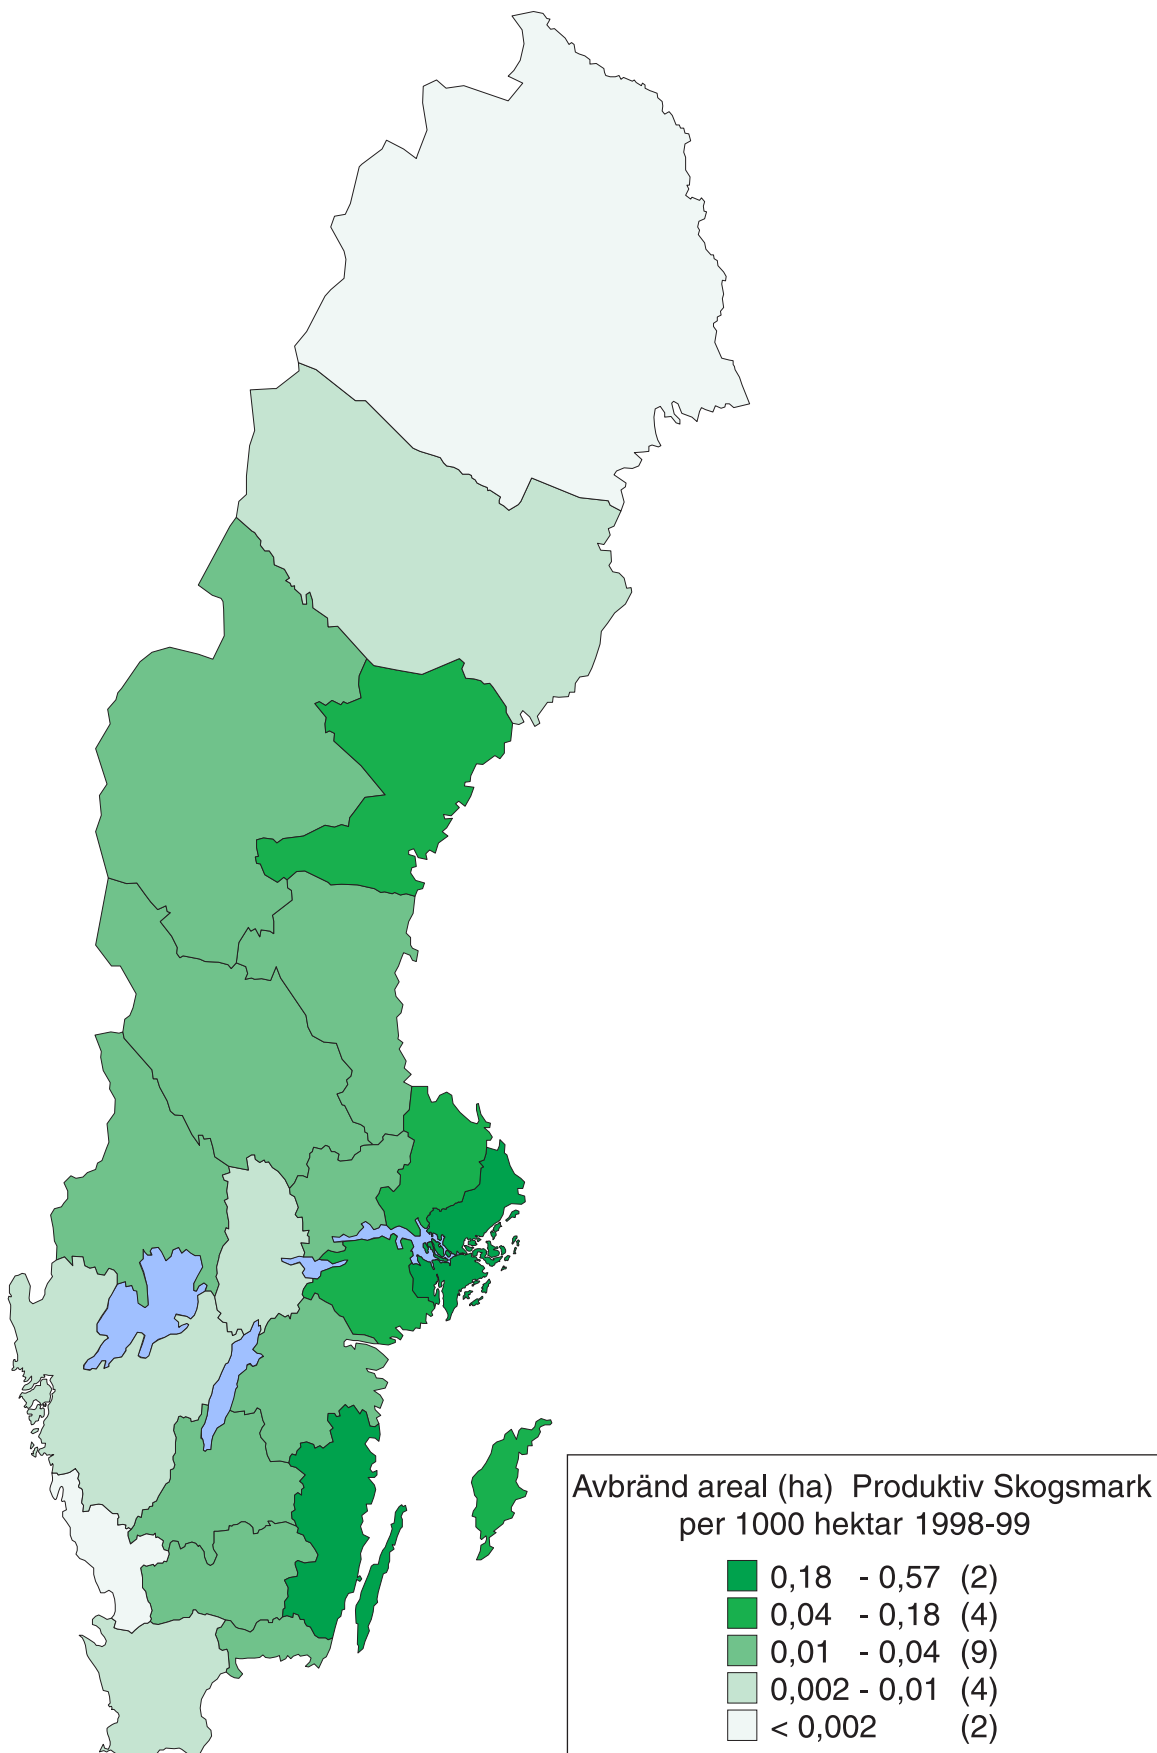 Avbränd areal (ha) Produktiv Skogsmark
per 1000 hektar 1998-99
0,18 - 0,57 (2)
0,04 - 0,18 (4)
0,01 - 0,04 (9)
0,002 - 0,01 (4)
< 0,002 (2)